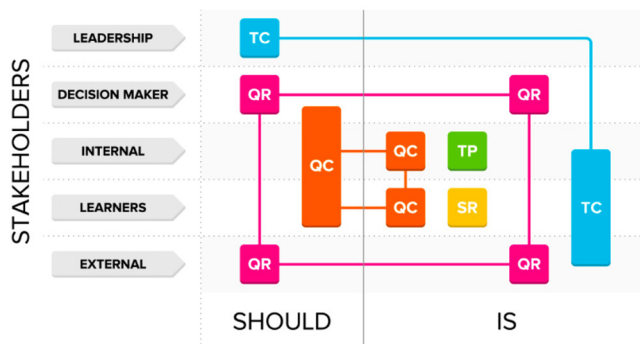 STAKEHOLDERS
LEADERSHIP TC
DECISION MAKER QR QR
INTERNAL QC TP
QC
LEARNERS QC SR TC
EXTERNAL QR QR
SHOULD IS